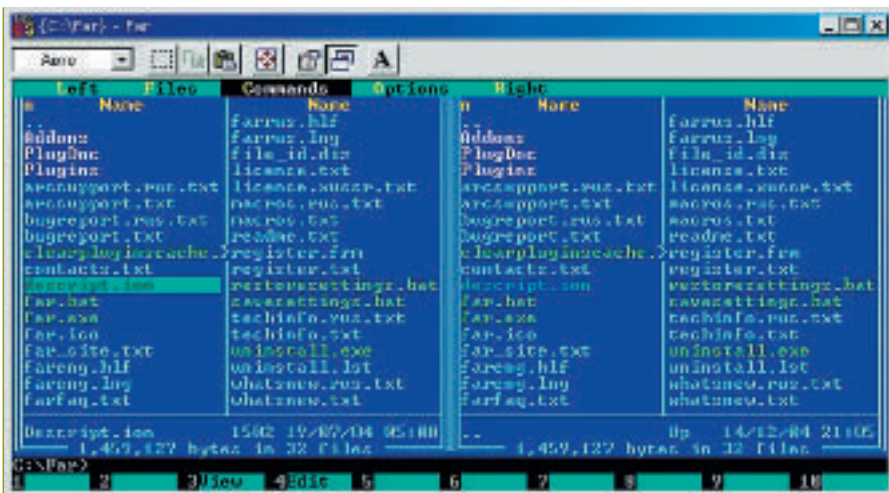 {C:\Far} - Far
Auto
A
Left Files Commands Options Right
n Name Name n Name Name
.. farrus.hlf .. farrus.hlf
Addons farrus.lng Addons farrus.lng
PlugDoc file_id.diz PlugDoc file_id.diz
Plugins license.txt Plugins license.txt
arcsupport.rus.txt license.xussr.txt arcsupport.rus.txt license.xussr.txt
arcsupport.txt macros.rus.txt arcsupport.txt macros.rus.txt
bugreport.rus.txt macros.txt bugreport.rus.txt macros.txt
bugreport.txt readme.txt bugreport.txt readme.txt
clearpluginscache.} register.frm clearpluginscache.} register.frm
contacts.txt register.txt contacts.txt register.txt
descript.ion restoresettings.bat descript.ion restoresettings.bat
far.bat savesettings.bat far.bat savesettings.bat
far.exe techinfo.rus.txt far.exe techinfo.rus.txt
far.ico techinfo.txt far.ico techinfo.txt
far_site.txt uninstall.exe far_site.txt uninstall.exe
fareng.hlf uninstall.lst fareng.hlf uninstall.lst
fareng.lng whatsnew.rus.txt fareng.lng whatsnew.rus.txt
farfaq.txt whatsnew.txt farfaq.txt whatsnew.txt
Descript.ion 1502 19/07/04 05:00 .. Up 14/12/04 21:05
1,459,127 bytes in 32 files 1,459,127 bytes in 32 files
C:\Far>
1 2 3View 4Edit 5 6 7 8 9 10